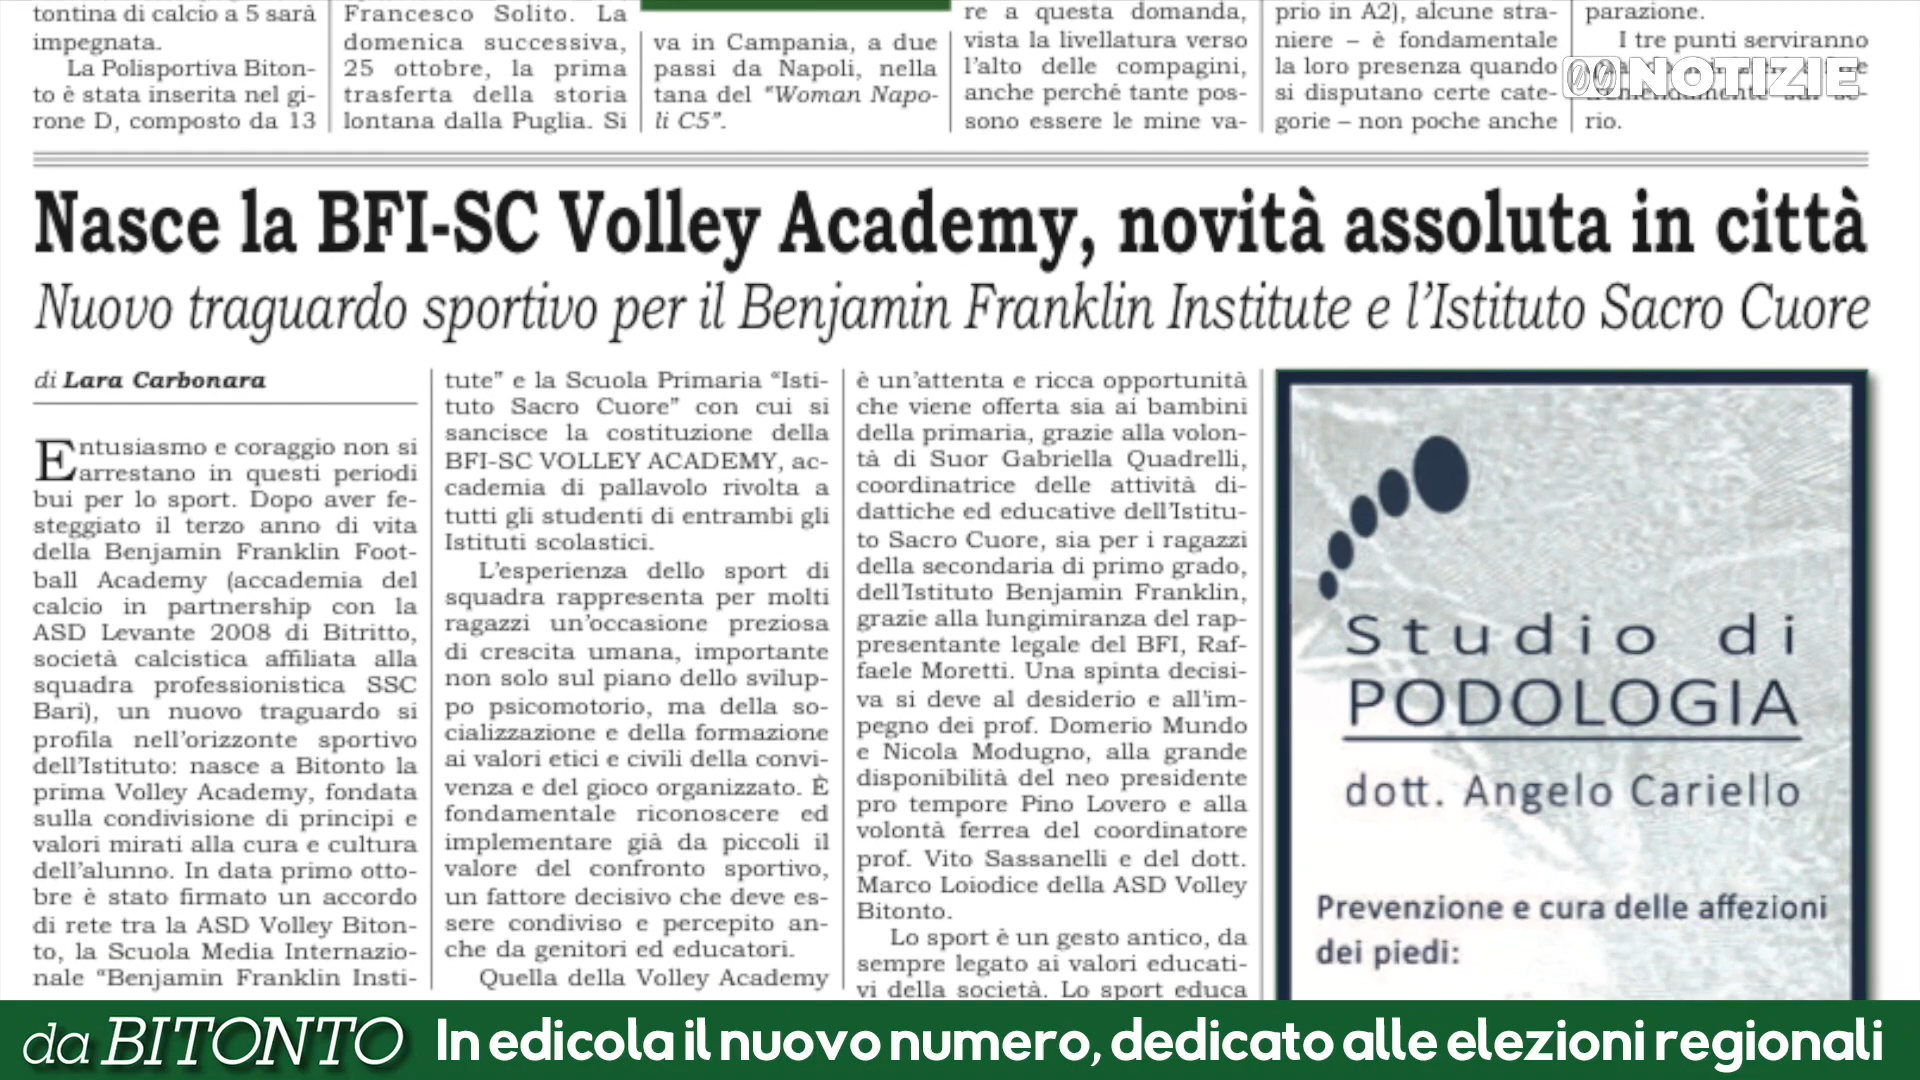 tontina di calcio a 5 sarà
impegnata.
La Polisportiva Biton-
to è stata inserita nel gi-
rone D, composto da 13
Francesco Solito. La
domenica successiva,
25 ottobre, la prima
trasferta della storia
lontana dalla Puglia. Si
va in Campania, a due
passi da Napoli, nella
tana del “Woman Napo-
li C5”.
re a questa domanda,
vista la livellatura verso
l’alto delle compagini,
anche perché tante pos-
sono essere le mine va-
prio in A2), alcune stra-
niere – è fondamentale
la loro presenza quando
si disputano certe cate-
gorie – non poche anche
parazione.
I tre punti serviranno
rio.
NOTIZIE
Nasce la BFI-SC Volley Academy, novità assoluta in città
Nuovo traguardo sportivo per il Benjamin Franklin Institute e l’Istituto Sacro Cuore
di Lara Carbonara
Entusiasmo e coraggio non si
arrestano in questi periodi
bui per lo sport. Dopo aver fe-
steggiato il terzo anno di vita
della Benjamin Franklin Foot-
ball Academy (accademia del
calcio in partnership con la
ASD Levante 2008 di Bitritto,
società calcistica affiliata alla
squadra professionistica SSC
Bari), un nuovo traguardo si
profila nell’orizzonte sportivo
dell’Istituto: nasce a Bitonto la
prima Volley Academy, fondata
sulla condivisione di principi e
valori mirati alla cura e cultura
dell’alunno. In data primo otto-
bre è stato firmato un accordo
di rete tra la ASD Volley Biton-
to, la Scuola Media Internazio-
nale “Benjamin Franklin Insti-
tute” e la Scuola Primaria “Isti-
tuto Sacro Cuore” con cui si
sancisce la costituzione della
BFI-SC VOLLEY ACADEMY, ac-
cademia di pallavolo rivolta a
tutti gli studenti di entrambi gli
Istituti scolastici.
L’esperienza dello sport di
squadra rappresenta per molti
ragazzi un’occasione preziosa
di crescita umana, importante
non solo sul piano dello svilup-
po psicomotorio, ma della so-
cializzazione e della formazione
ai valori etici e civili della convi-
venza e del gioco organizzato. È
fondamentale riconoscere ed
implementare già da piccoli il
valore del confronto sportivo,
un fattore decisivo che deve es-
sere condiviso e percepito an-
che da genitori ed educatori.
Quella della Volley Academy
è un’attenta e ricca opportunità
che viene offerta sia ai bambini
della primaria, grazie alla volon-
tà di Suor Gabriella Quadrelli,
coordinatrice delle attività di-
dattiche ed educative dell’Istitu-
to Sacro Cuore, sia per i ragazzi
della secondaria di primo grado,
dell’Istituto Benjamin Franklin,
grazie alla lungimiranza del rap-
presentante legale del BFI, Raf-
faele Moretti. Una spinta decisi-
va si deve al desiderio e all’im-
pegno dei prof. Domerio Mundo
e Nicola Modugno, alla grande
disponibilità del neo presidente
pro tempore Pino Lovero e alla
volontà ferrea del coordinatore
prof. Vito Sassanelli e del dott.
Marco Loiodice della ASD Volley
Bitonto.
Lo sport è un gesto antico, da
sempre legato ai valori educati-
vi della società. Lo sport educa
Studio di
PODOLOGIA
dott. Angelo Cariello
Prevenzione e cura delle affezioni
dei piedi:
da BITONTO In edicola il nuovo numero, dedicato alle elezioni regionali